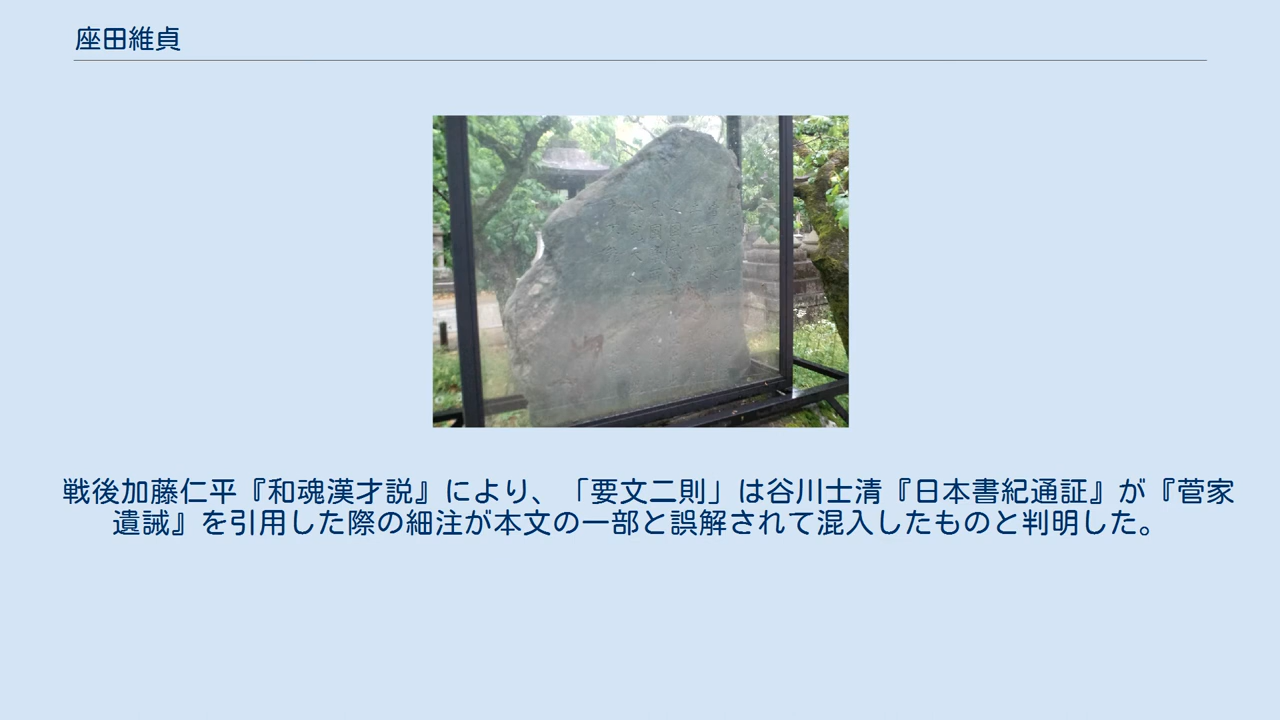 座田維貞
戦後加藤仁平『和魂漢才説』により、「要文二則」は谷川士清『日本書紀通証』が『菅家
遺誡』を引用した際の細注が本文の一部と誤解されて混入したものと判明した。